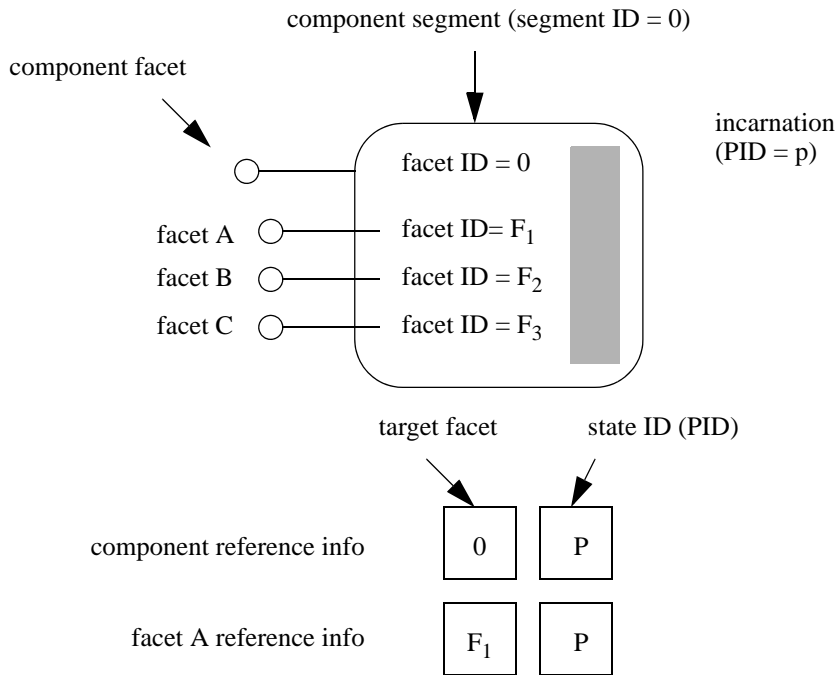 component segment (segment ID = 0)
component facet
incarnation
(PID = p)
facet ID = 0
facet A
facet ID= F₁
facet B
facet ID = F₂
facet C
facet ID = F₃
target facet
state ID (PID)
component reference info
0
P
facet A reference info
F₁
P